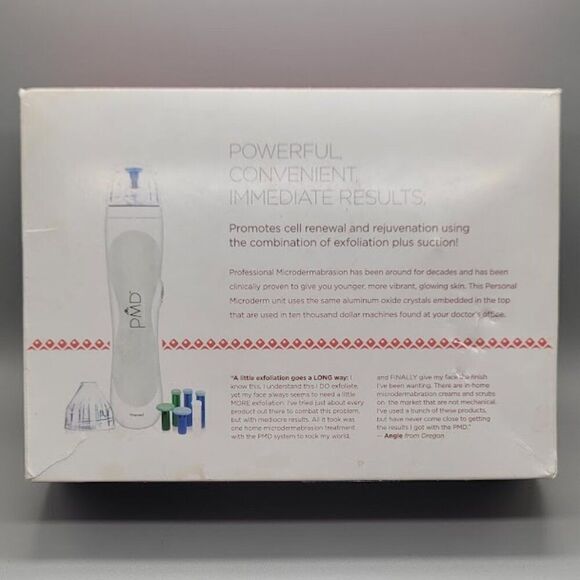 POWERFUL,
CONVENIENT,
IMMEDIATE RESULTS.
Promotes cell renewal and rejuvenation using
the combination of exfoliation plus suction!
Professional Microdermabrasion has been around for decades and has been
clinically proven to give you younger, more vibrant, glowing skin. This Personal
Microderm unit uses the same aluminum oxide crystals embedded in the top
that are used in ten thousand dollar machines found at your doctor's office.
PMD
"A little exfoliation goes a LONG way; I
know this, I understand this I DO exfoliate,
yet my face always seems to need a little
MORE exfoliation. I've tried just about every
product out there to combat this problem,
but with mediocre results. All it took was
one home microdermabrasion treatment
with the PMD system to rock my world,
and FINALLY give my face the finish
I've been wanting. There are in-home
microdermabrasion creams and scrubs
on the market that are not mechanical.
I've used a bunch of these products,
but have never come close to getting
the results I got with the PMD."
— Angie from Oregon